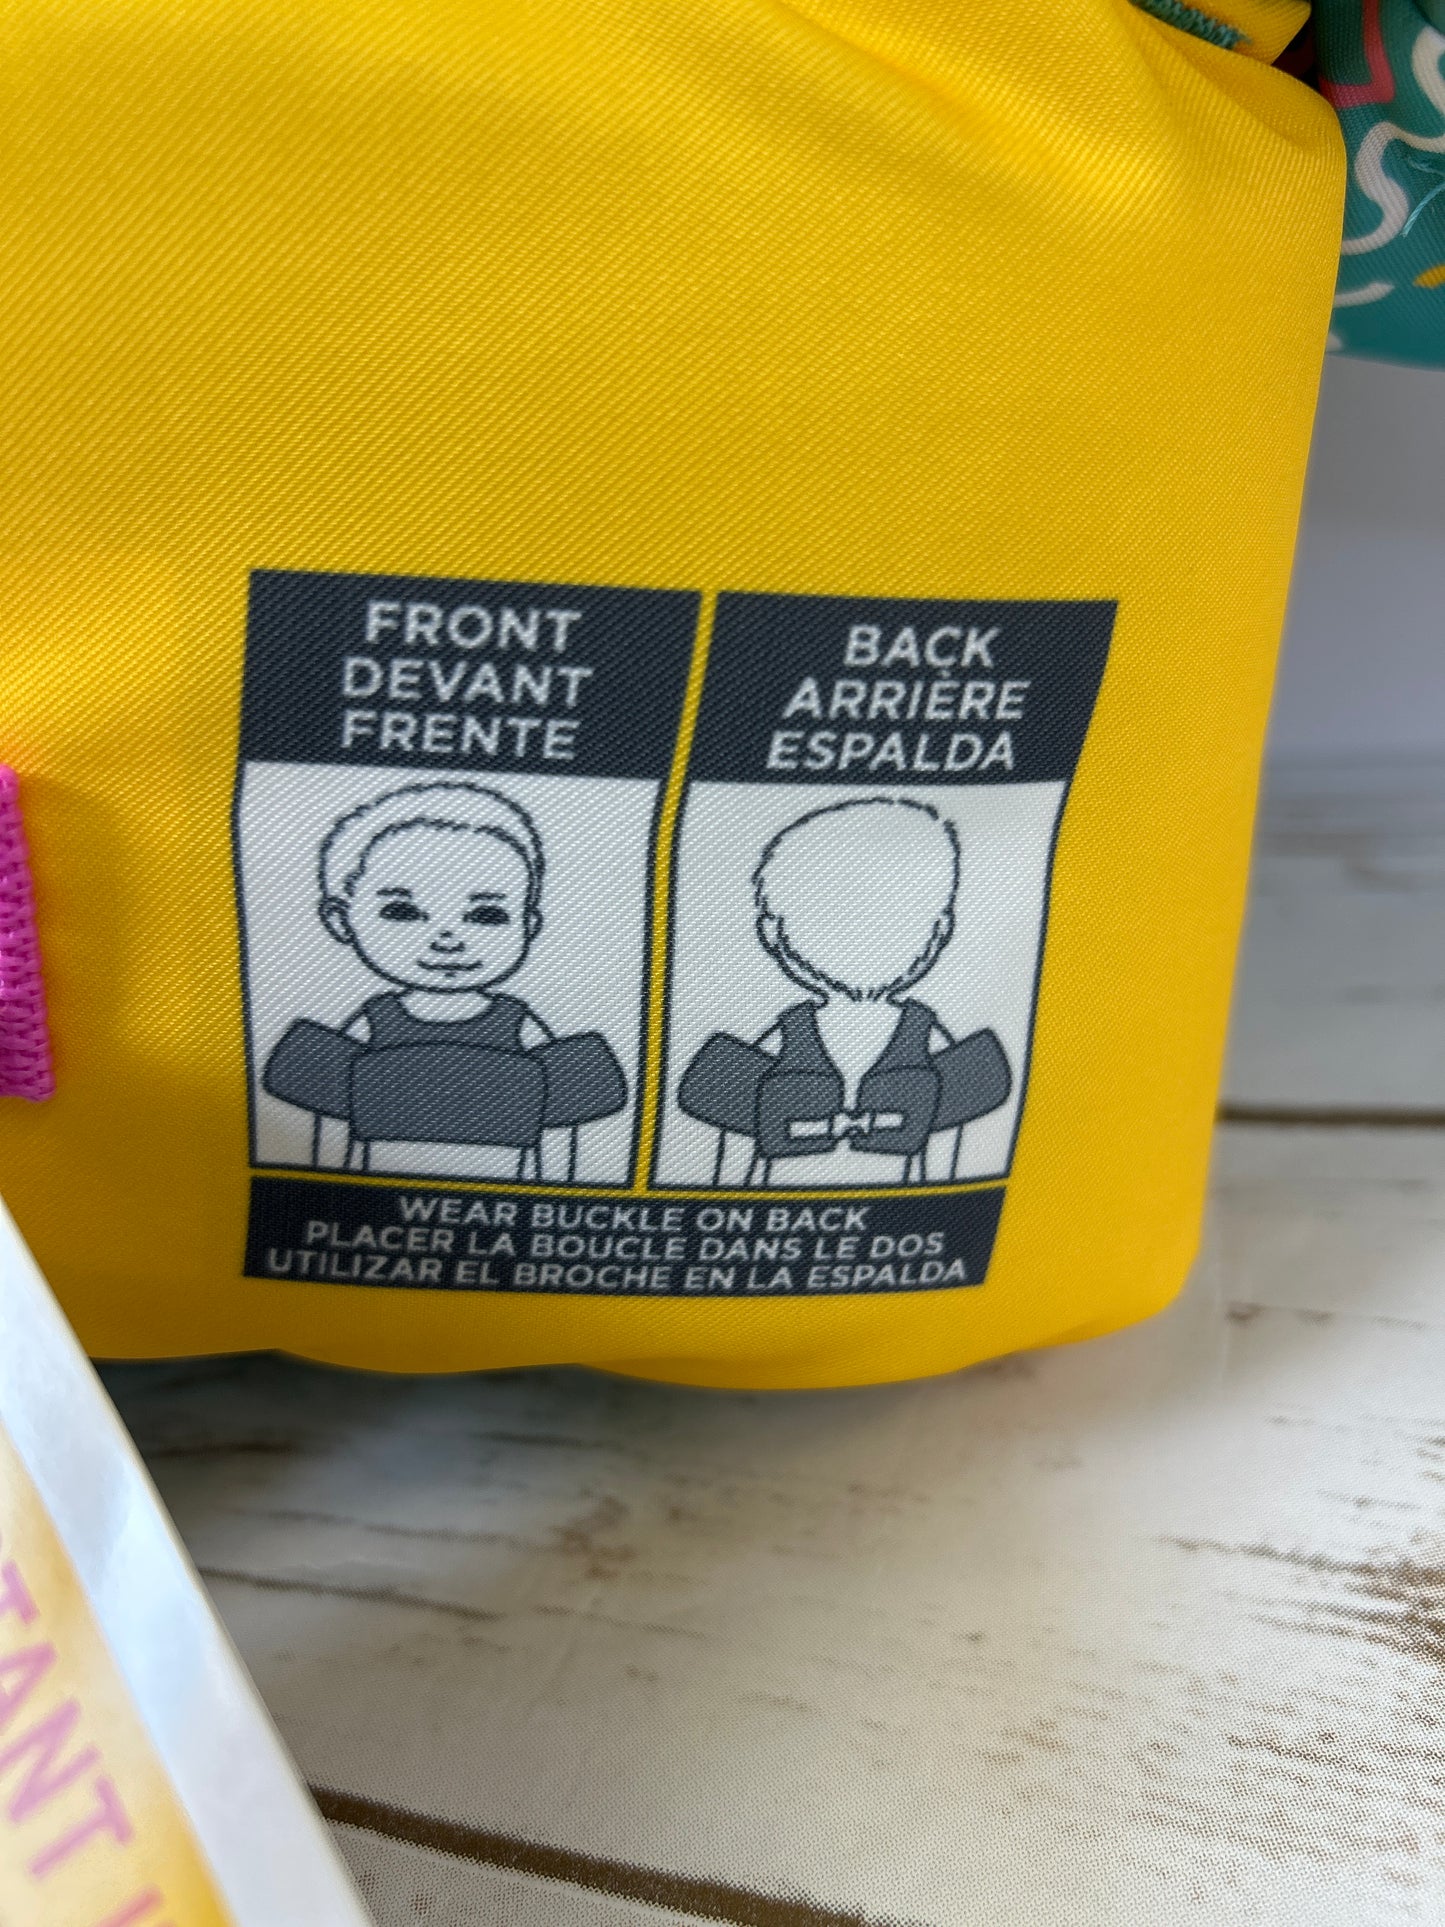 FRONT
DEVANT
FRENTE
BACK
ARRIÈRE
ESPALDA
WEAR BUCKLE ON BACK
PLACER LA BOUCLE DANS LE DOS
UTILIZAR EL BROCHE EN LA ESPALDA